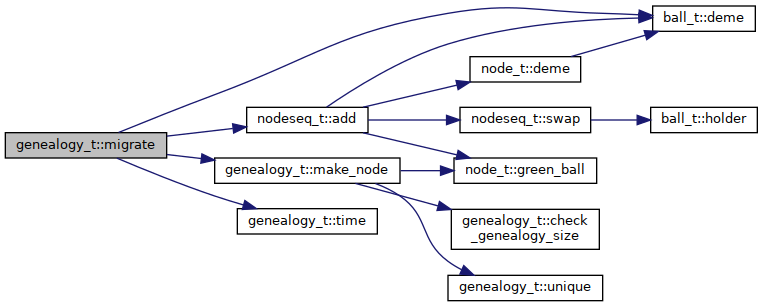 genealogy_t::migrate
nodeseq_t::add
genealogy_t::make_node
genealogy_t::time
node_t::deme
nodeseq_t::swap
node_t::green_ball
genealogy_t::check
_genealogy_size
genealogy_t::unique
ball_t::deme
ball_t::holder